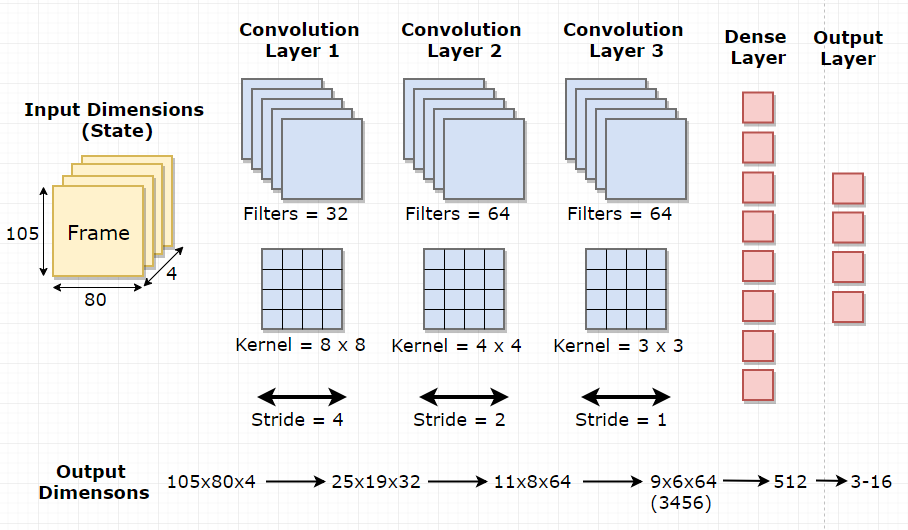 Convolution
Layer 1
Convolution
Layer 2
Convolution
Layer 3
Dense
Layer
Output
Layer
Input Dimensions
(State)
Frame
105
80
4
Filters = 32
Filters = 64
Filters = 64
Kernel = 8 x 8
Kernel = 4 x 4
Kernel = 3 x 3
Stride = 4
Stride = 2
Stride = 1
Output
Dimensons
105x80x4
25x19x32
11x8x64
9x6x64
(3456)
512
3-16